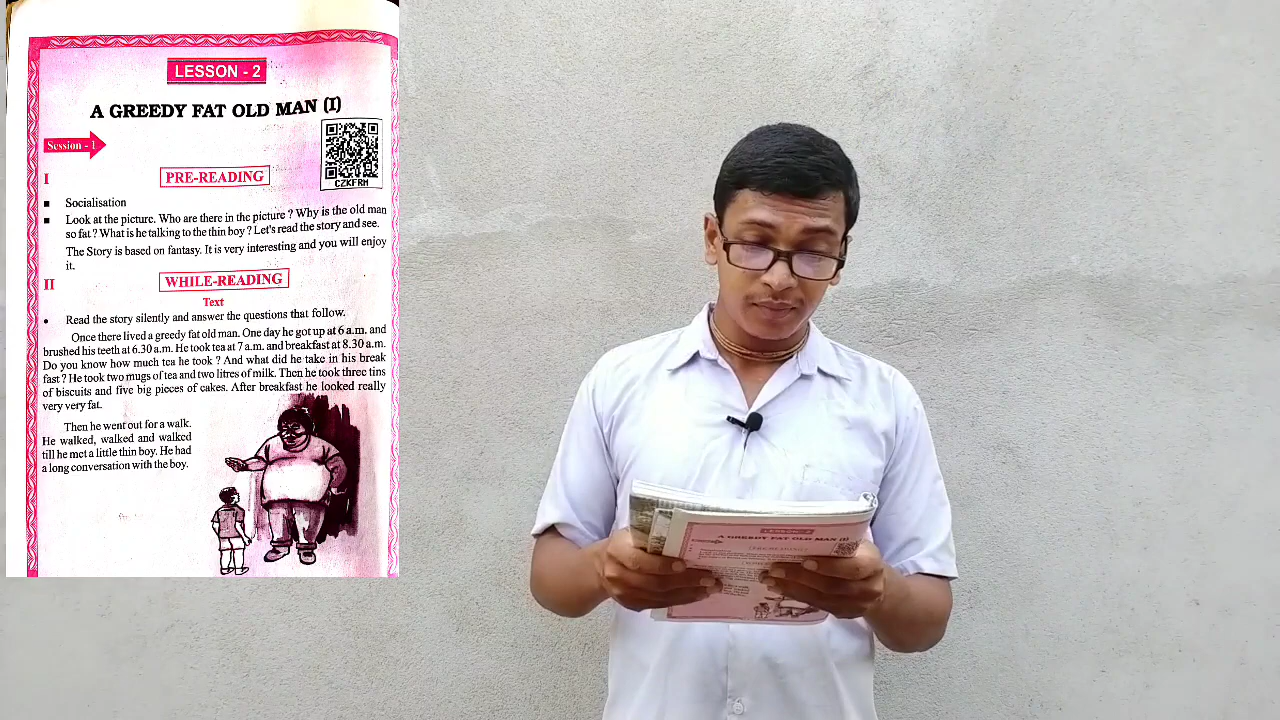 LESSON - 2
A GREEDY FAT OLD MAN (I)
Session - 1
CZKFRM
I
PRE-READING
■ Socialisation
■ Look at the picture. Who are there in the picture ? Why is the old man
so fat ? What is he talking to the thin boy ? Let's read the story and see.
The Story is based on fantasy. It is very interesting and you will enjoy
it.
II
WHILE-READING
Text
• Read the story silently and answer the questions that follow.
Once there lived a greedy fat old man. One day he got up at 6 a.m. and
brushed his teeth at 6.30 a.m. He took tea at 7 a.m. and breakfast at 8.30 a.m.
Do you know how much tea he took ? And what did he take in his break
fast ? He took two mugs of tea and two litres of milk. Then he took three tins
of biscuits and five big pieces of cakes. After breakfast he looked really
very very fat.
Then he went out for a walk.
He walked, walked and walked
till he met a little thin boy. He had
a long conversation with the boy.
A GREEDY FAT OLD MAN (I)